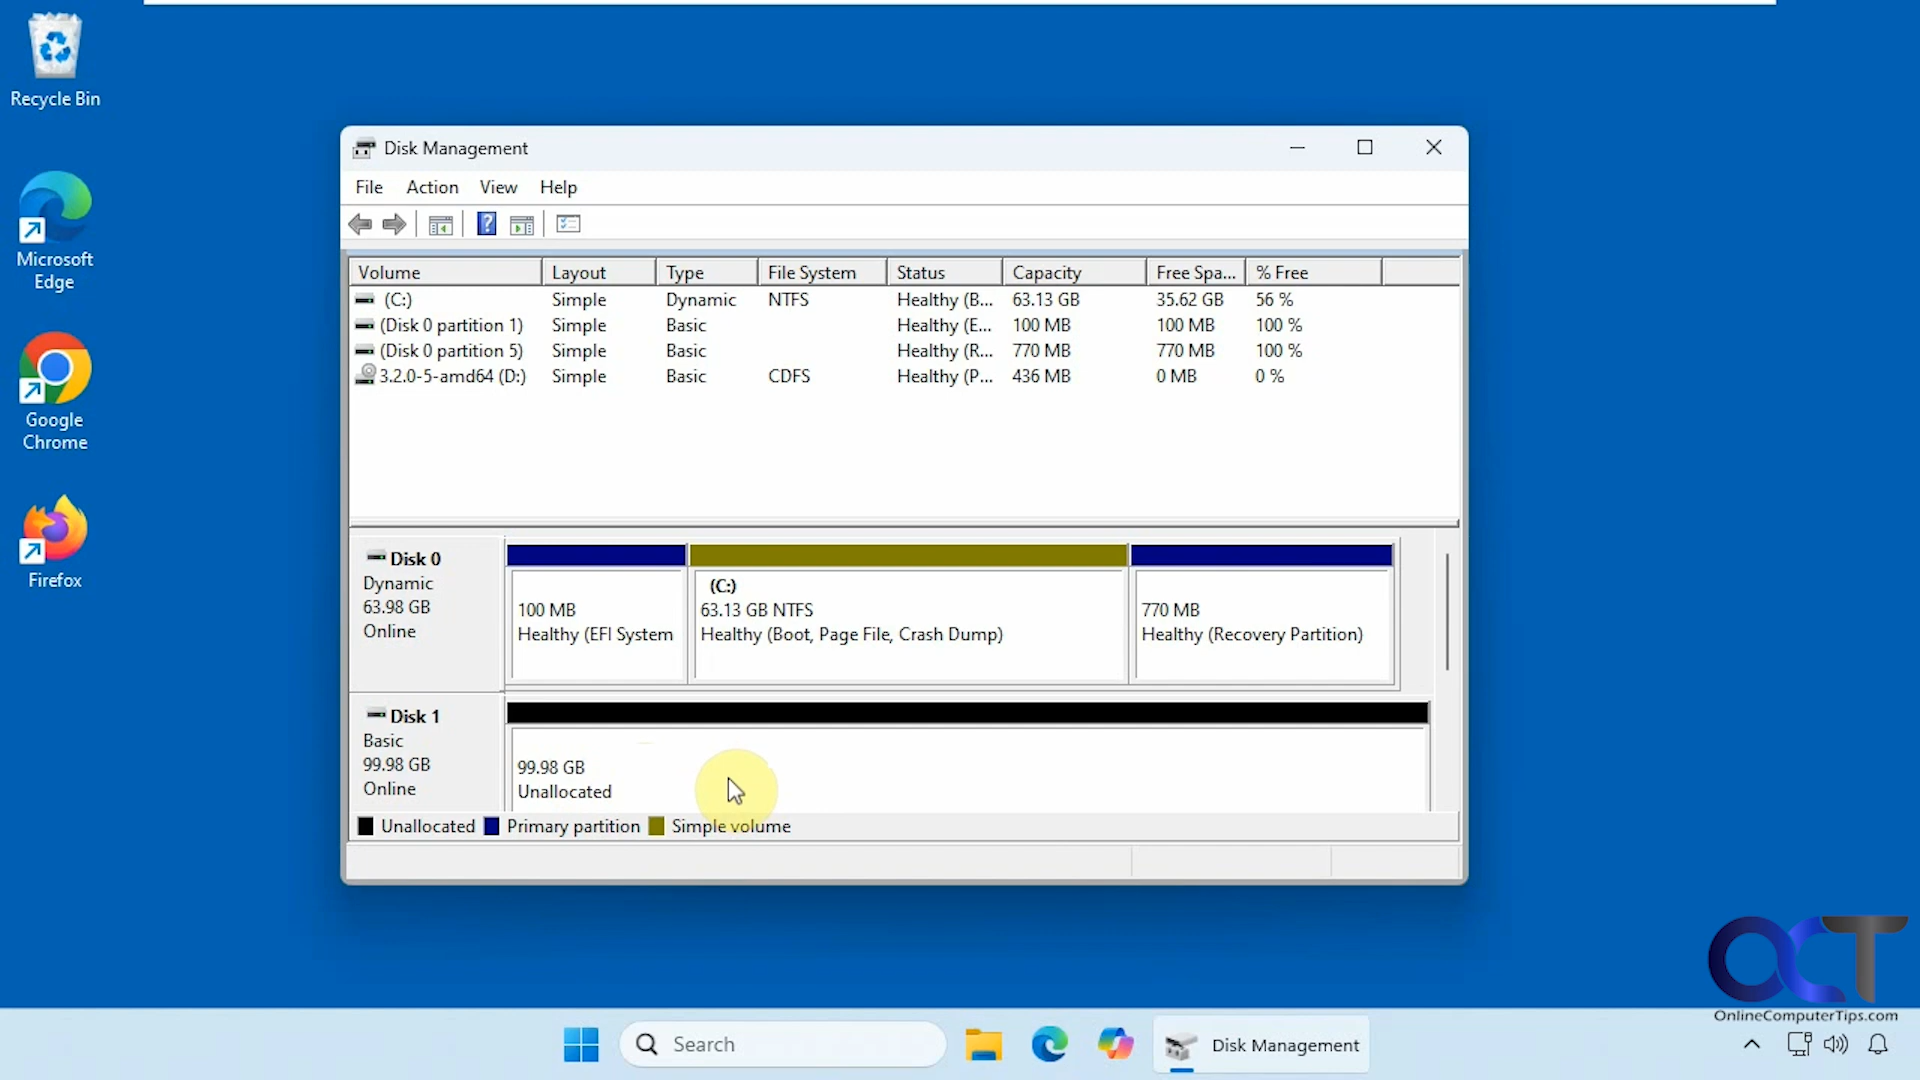 Recycle Bin
Microsoft
Edge
Google
Chrome
Firefox
Disk Management
File Action View Help
Volume Layout Type File System Status Capacity Free Spa... % Free
(C:) Simple Dynamic NTFS Healthy (B... 63.13 GB 35.62 GB 56 %
(Disk 0 partition 1) Simple Basic Healthy (E... 100 MB 100 MB 100 %
(Disk 0 partition 5) Simple Basic Healthy (R... 770 MB 770 MB 100 %
3.2.0-5-amd64 (D:) Simple Basic CDFS Healthy (P... 436 MB 0 MB 0 %
Disk 0
Dynamic
63.98 GB
Online
100 MB
Healthy (EFI System
(C:)
63.13 GB NTFS
Healthy (Boot, Page File, Crash Dump)
770 MB
Healthy (Recovery Partition)
Disk 1
Basic
99.98 GB
Online
99.98 GB
Unallocated
Unallocated Primary partition Simple volume
OCT
OnlineComputerTips.com
Search
Disk Management